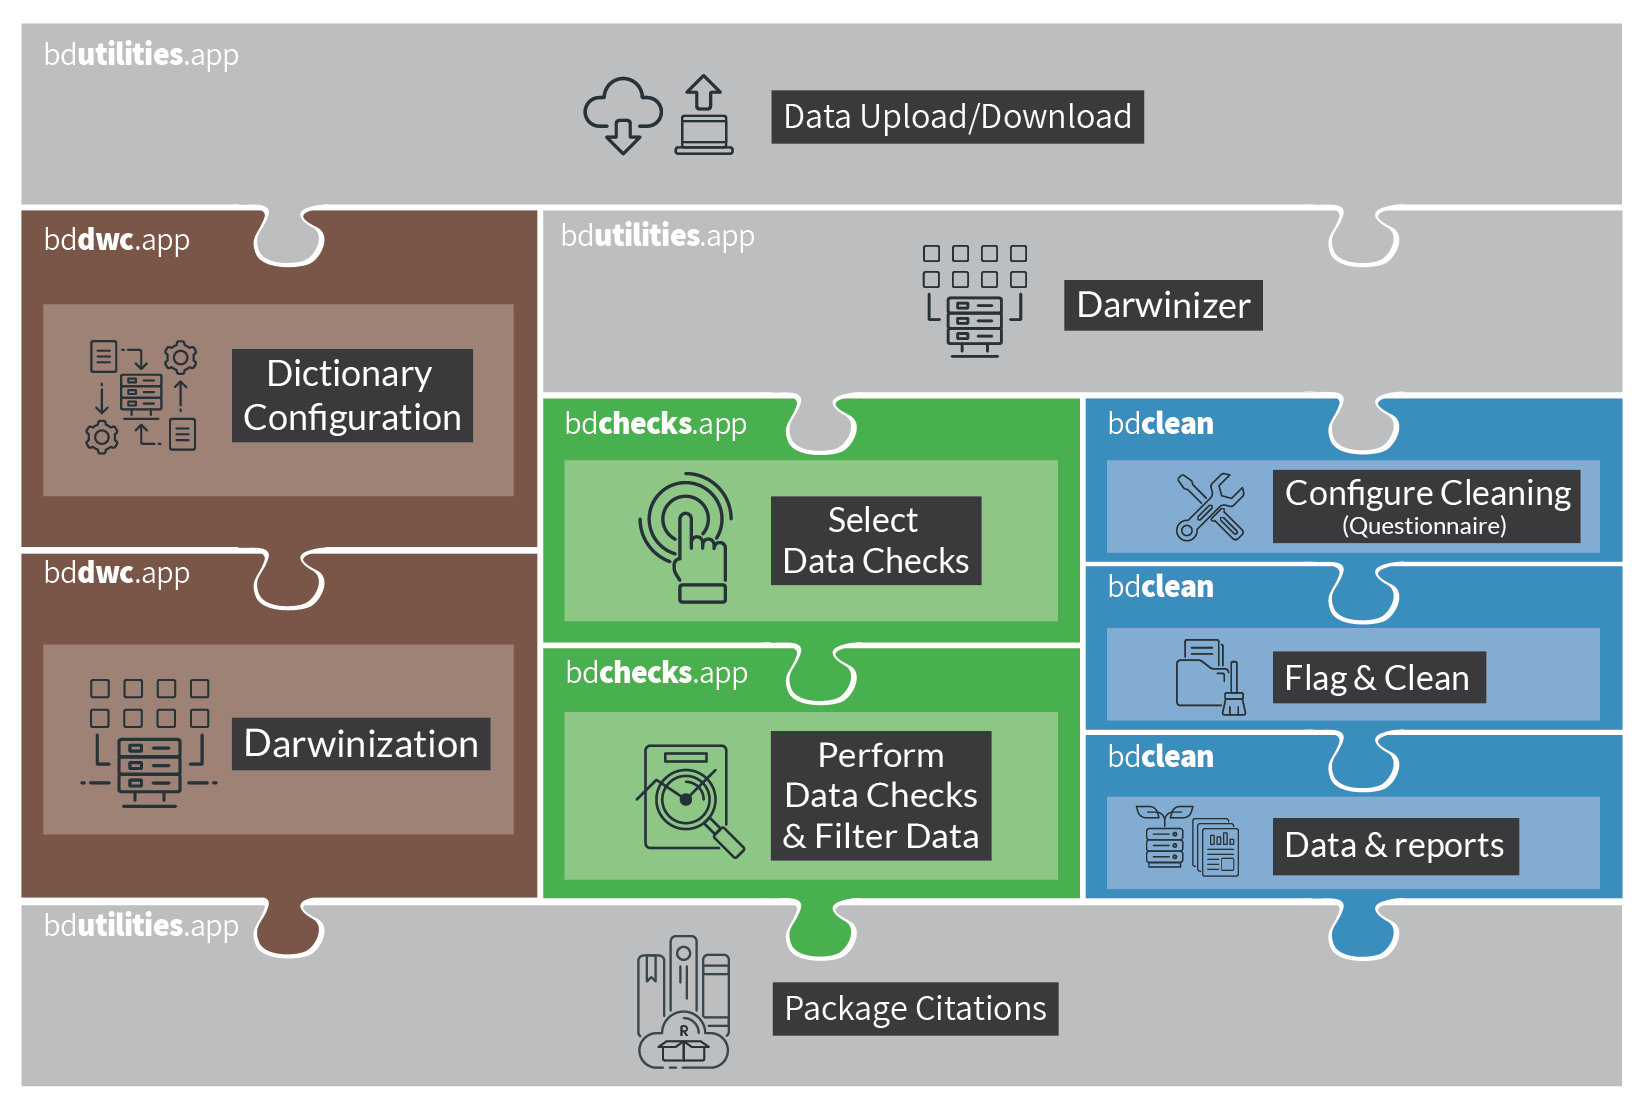 bdutilities.app
Data Upload/Download
bddwc.app
Dictionary
Configuration
bddwc.app
Darwinization
bdutilities.app
Darwinizer
bdchecks.app
Select
Data Checks
bdchecks.app
Perform
Data Checks
& Filter Data
bdclean
Configure Cleaning
(Questionnaire)
bdclean
Flag & Clean
bdclean
Data & reports
bdutilities.app
R
Package Citations